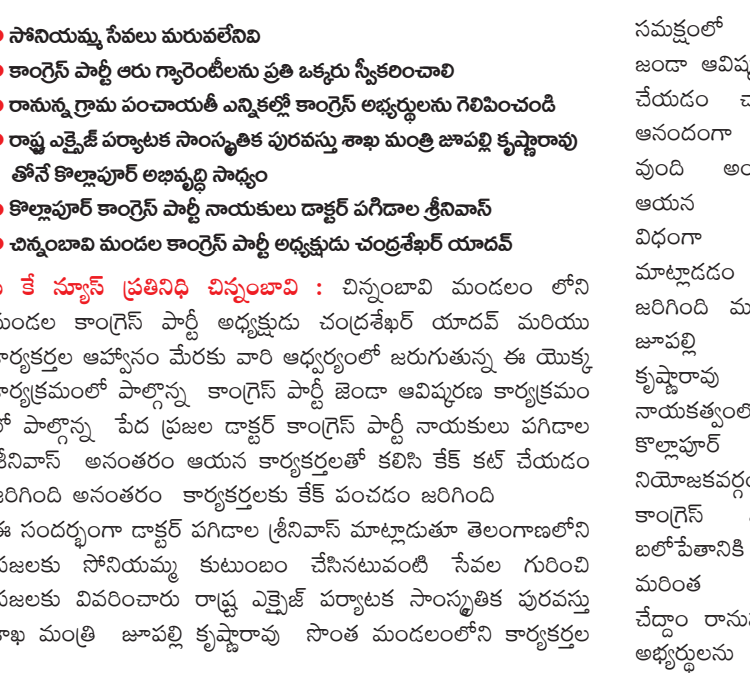 సోనియమ్మ సేవలు మరువలేనివి
కాంగ్రెస్ పార్టీ ఆరు గ్యారెంటీలను ప్రతి ఒక్కరు స్వీకరించాలి
రానున్న గ్రామ పంచాయతీ ఎన్నికల్లో కాంగ్రెస్ అభ్యర్థులను గెలిపించండి
రాష్ట్ర ఎక్సైజ్ పర్యాటక సాంస్కృతిక పురవస్తు శాఖ మంత్రి జూపల్లి కృష్ణారావు
తోనే కొల్లాపూర్ అభివృద్ధి సాధ్యం
కొల్లాపూర్ కాంగ్రెస్ పార్టీ నాయకులు డాక్టర్ పగిడాల శ్రీనివాస్
చిన్నంబావి మండల కాంగ్రెస్ పార్టీ అధ్యక్షుడు చంద్రశేఖర్ యాదవ్
కే న్యూస్ ప్రతినిధి చిన్నంబావి : చిన్నంబావి మండలం లోని
మండల కాంగ్రెస్ పార్టీ అధ్యక్షుడు చంద్రశేఖర్ యాదవ్ మరియు
కార్యకర్తల ఆహ్వానం మేరకు వారి ఆధ్వర్యంలో జరుగుతున్న ఈ యొక్క
కార్యక్రమంలో పాల్గొన్న కాంగ్రెస్ పార్టీ జెండా ఆవిష్కరణ కార్యక్రమం
లో పాల్గొన్న పేద ప్రజల డాక్టర్ కాంగ్రెస్ పార్టీ నాయకులు పగిడాల
శ్రీనివాస్ అనంతరం ఆయన కార్యకర్తలతో కలిసి కేక్ కట్ చేయడం
జరిగింది అనంతరం కార్యకర్తలకు కేక్ పంచడం జరిగింది
ఈ సందర్భంగా డాక్టర్ పగిడాల శ్రీనివాస్ మాట్లాడుతూ తెలంగాణలోని
ప్రజలకు సోనియమ్మ కుటుంబం చేసినటువంటి సేవల గురించి
ప్రజలకు వివరించారు రాష్ట్ర ఎక్సైజ్ పర్యాటక సాంస్కృతిక పురవస్తు
శాఖ మంత్రి జూపల్లి కృష్ణారావు సొంత మండలంలోని కార్యకర్తల
సమక్షంలో
జండా
చేయడం
ఆనందంగా
వుంది
ఆయన
విధంగా
మాట్లాడడం
జరిగింది
జూపల్లి
కృష్ణారావు
నాయకత్వంలో
కొల్లాపూర్
కాంగ్రెస్
బలోపేతానికి
మరింత
చేద్దాం
అభ్యర్థులను